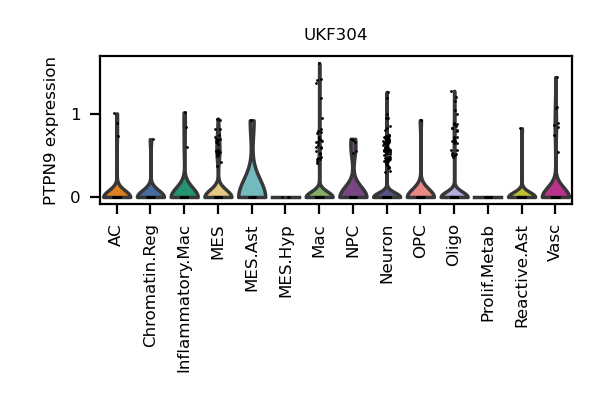 UKF304
PTPN9 expression
1
0
AC
Chromatin.Reg
Inflammatory.Mac
MES
MES.Ast
MES.Hyp
Mac
NPC
Neuron
OPC
Oligo
Prolif.Metab
Reactive.Ast
Vasc